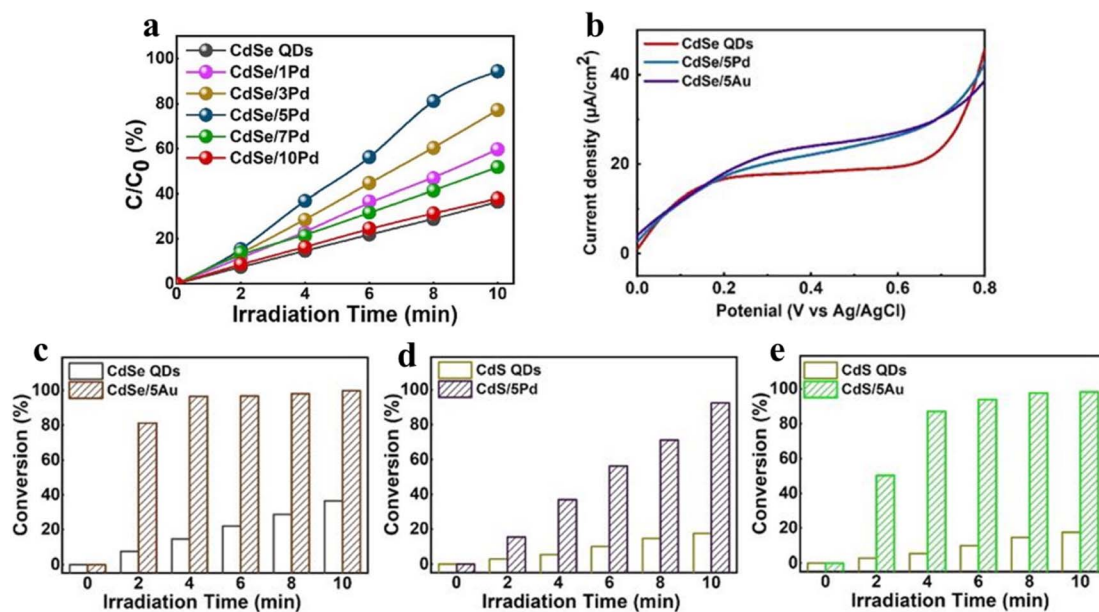 a
CdSe QDs
CdSe/1Pd
CdSe/3Pd
CdSe/5Pd
CdSe/7Pd
CdSe/10Pd
C/C0 (%)
100
80
60
40
20
0
0 2 4 6 8 10
Irradiation Time (min)
b
CdSe QDs
CdSe/5Pd
CdSe/5Au
Current density (µA/cm²)
40
20
0
0.0 0.2 0.4 0.6 0.8
Potenial (V vs Ag/AgCl)
c
CdSe QDs
CdSe/5Au
Conversion (%)
100
80
60
40
20
0
0 2 4 6 8 10
Irradiation Time (min)
d
CdS QDs
CdS/5Pd
Conversion (%)
100
80
60
40
20
0
0 2 4 6 8 10
Irradiation Time (min)
e
CdS QDs
CdS/5Au
Conversion (%)
100
80
60
40
20
0
0 2 4 6 8 10
Irradiation Time (min)